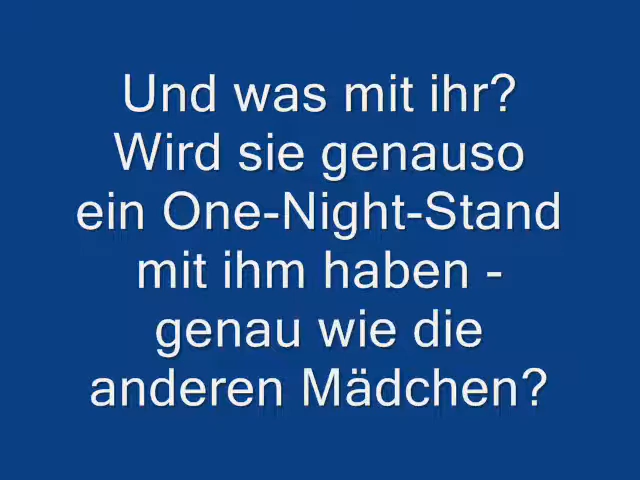 Und was mit ihr?
Wird sie genauso
ein One-Night-Stand
mit ihm haben -
genau wie die
anderen Mädchen?